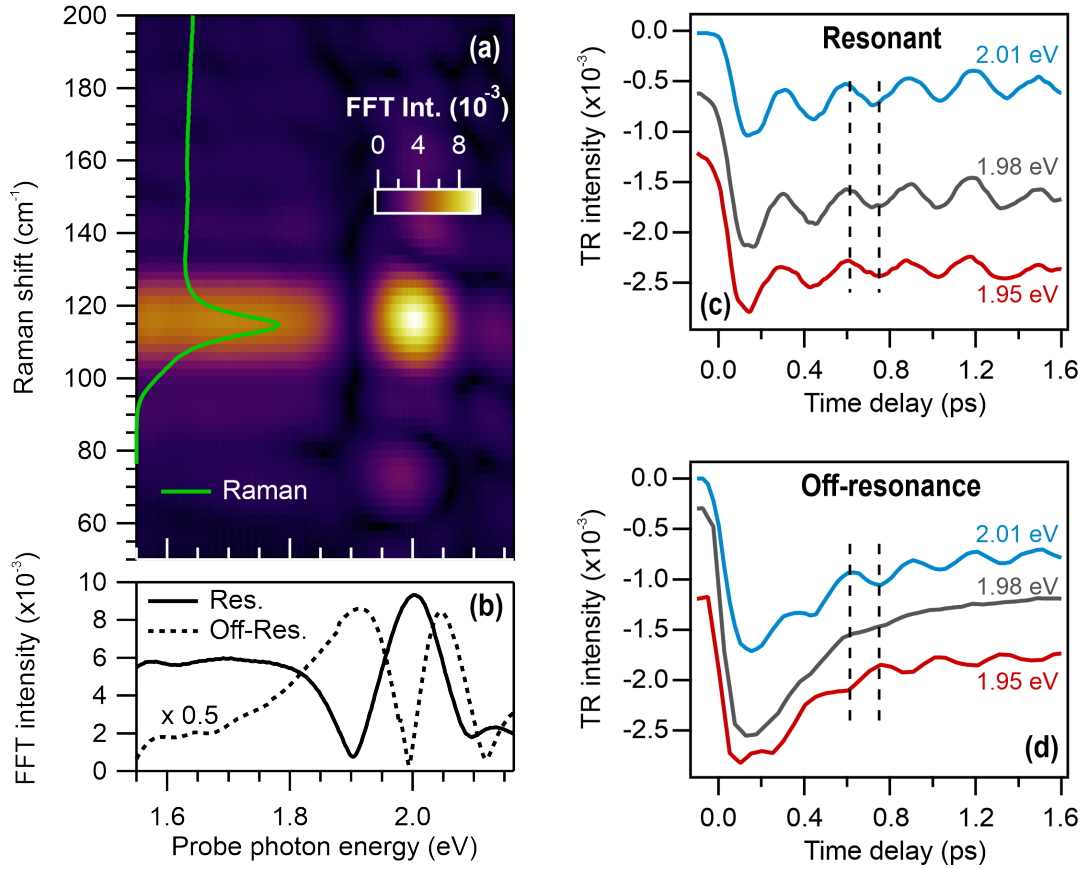 (a)
FFT Int. (10⁻³)
0 4 8
200
180
160
140
120
100
80
60
Raman shift (cm⁻¹)
Raman
(b)
Res.
Off-Res.
x 0.5
10
8
6
4
2
0
FFT intensity (x10⁻³)
1.6 1.8 2.0
Probe photon energy (eV)
Resonant
2.01 eV
1.98 eV
1.95 eV
(c)
0.0
-0.5
-1.0
-1.5
-2.0
-2.5
TR intensity (x10⁻³)
0.0 0.4 0.8 1.2 1.6
Time delay (ps)
Off-resonance
2.01 eV
1.98 eV
1.95 eV
(d)
0.0
-0.5
-1.0
-1.5
-2.0
-2.5
TR intensity (x10⁻³)
0.0 0.4 0.8 1.2 1.6
Time delay (ps)